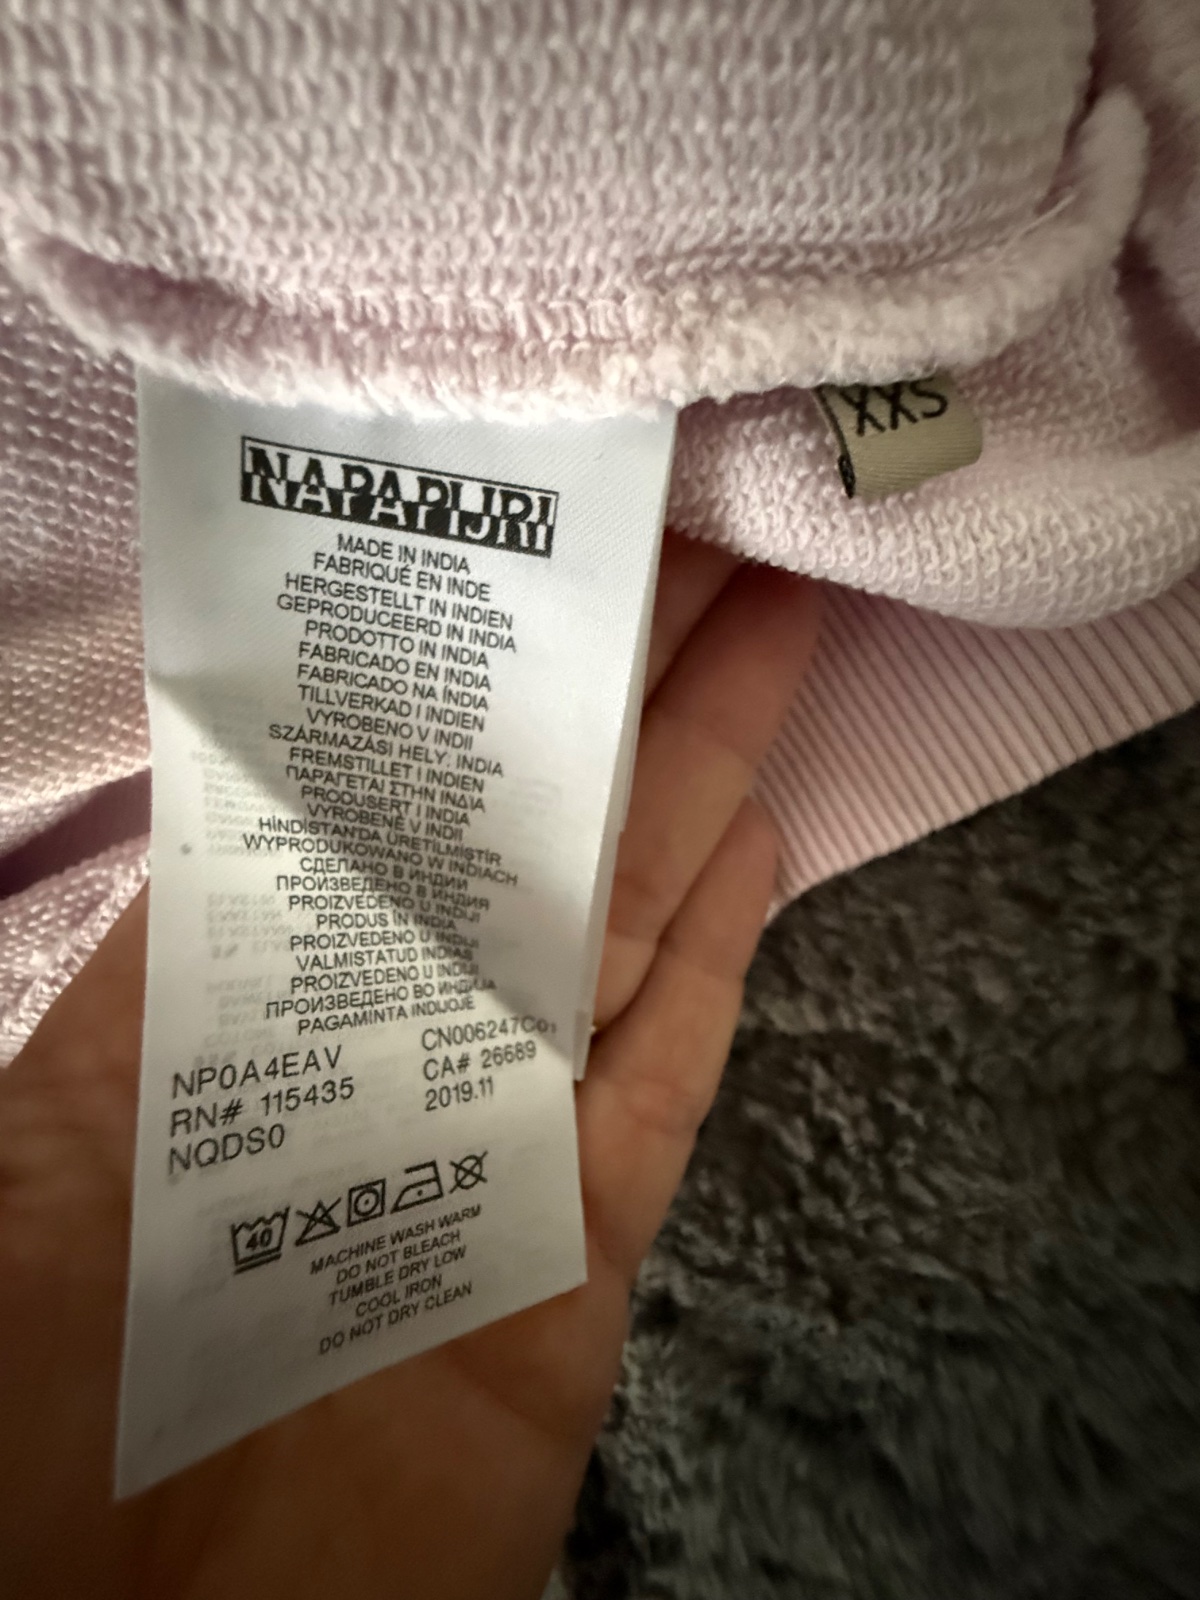 XXS
NAPAPIJRI
MADE IN INDIA
FABRIQUÉ EN INDE
HERGESTELLT IN INDIEN
GEPRODUCEERD IN INDIA
PRODOTTO IN INDIA
FABRICADO EN INDIA
FABRICADO NA ÍNDIA
TILLVERKAD I INDIEN
VYROBENO V INDII
SZÁRMAZÁSI HELY: INDIA
FREMSTILLET I INDIEN
ΠΑΡΑΓΕΤΑΙ ΣΤΗΝ ΙΝΔΙΑ
PRODUSERT I INDIA
VYROBENÉ V INDII
HİNDİSTAN'DA ÜRETİLMİŞTİR
WYPRODUKOWANO W INDIACH
СДЕЛАНО В ИНДИИ
ПРОИЗВЕДЕНО В ИНДИЯ
PROIZVEDENO U INDIJI
PRODUS ÎN INDIA
PROIZVEDENO U INDIJI
VALMISTATUD INDIAS
PROIZVEDENO U INDIJI
ПРОИЗВЕДЕНО ВО ИНДИЈА
PAGAMINTA INDIJOJE
NP0A4EAV
RN# 115435
NQDS0
CA# 26689
2019.11
40
MACHINE WASH WARM
DO NOT BLEACH
TUMBLE DRY LOW
COOL IRON
DO NOT DRY CLEAN